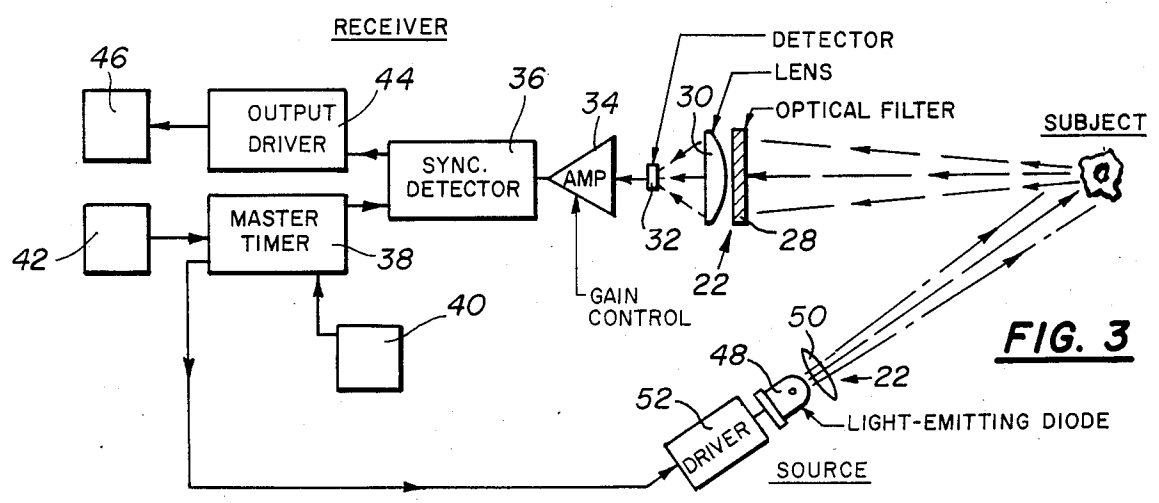 RECEIVER
46
44
OUTPUT
DRIVER
36
SYNC.
DETECTOR
34
AMP
DETECTOR
LENS
30
OPTICAL FILTER
SUBJECT
32
28
22
42
MASTER
TIMER
38
40
GAIN
CONTROL
FIG. 3
50
48
22
52
DRIVER
LIGHT-EMITTING DIODE
SOURCE